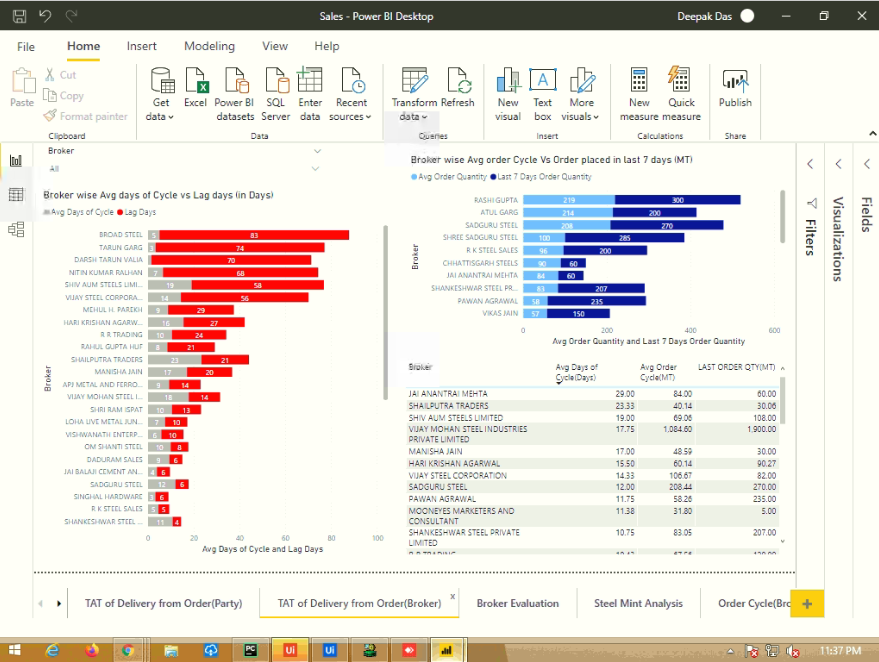 Sales - Power BI Desktop
Deepak Das
File Home Insert Modeling View Help
Paste
Cut
Copy
Format painter
Clipboard
Get data
Excel
Power BI datasets
SQL Server
Enter data
Recent sources
Data
Transform data
Refresh
Queries
New visual
Text box
More visuals
Insert
New measure
Quick measure
Calculations
Publish
Share
Broker
All
Broker wise Avg days of Cycle vs Lag days (in Days)
Avg Days of Cycle Lag Days
Broker
BROAD STEEL 5 83
TARUN GARG 3 74
DARSH TARUN VALIA 70
NITIN KUMAR RALHAN 7 68
SHIV AUM STEELS LIMI... 19 58
VIJAY STEEL CORPORA... 14 56
MEHUL H. PAREKH 9 29
HARI KRISHAN AGARW... 16 27
R R TRADING 10 24
RAHUL GUPTA HUF 8 21
SHAILPUTRA TRADERS 23 21
MANISHA JAIN 17 20
APJ METAL AND FERRO... 9 14
VIJAY MOHAN STEEL I... 18 14
SHRI RAM ISPAT 10 13
LOHA LIVE METAL JUN... 7 10
VISHWANATH ENTERP... 6 10
OM SHANTI STEEL 10 8
DADURAM SALES 9 6
JAI BALAJI CEMENT AN... 4 6
SADGURU STEEL 12 6
SINGHAL HARDWARE 3 6
R K STEEL SALES 5 5
SHANKESHWAR STEEL ... 11 4
0 20 40 60 80 100
Avg Days of Cycle and Lag Days
Broker wise Avg order Cycle Vs Order placed in last 7 days (MT)
Avg Order Quantity Last 7 Days Order Quantity
Broker
RASHI GUPTA 219 300
ATUL GARG 214 200
SADGURU STEEL 208 270
SHREE SADGURU STEEL 100 285
R K STEEL SALES 96 200
CHHATTISGARH STEELS 90 60
JAI ANANTRAI MEHTA 84 60
SHANKESHWAR STEEL PR... 83 207
PAWAN AGRAWAL 58 235
VIKAS JAIN 57 150
0 200 400 600
Avg Order Quantity and Last 7 Days Order Quantity
Broker Avg Days of Cycle(Days) Avg Order Cycle(MT) LAST ORDER QTY(MT)
JAI ANANTRAI MEHTA 29.00 84.00 60.00
SHAILPUTRA TRADERS 23.33 40.14 30.06
SHIV AUM STEELS LIMITED 19.00 69.06 108.00
VIJAY MOHAN STEEL INDUSTRIES PRIVATE LIMITED 17.75 1,084.60 1,900.00
MANISHA JAIN 17.00 48.59 30.00
HARI KRISHAN AGARWAL 15.50 60.14 90.27
VIJAY STEEL CORPORATION 14.33 106.67 82.00
SADGURU STEEL 12.00 208.44 270.00
PAWAN AGRAWAL 11.75 58.26 235.00
MOONEYES MARKETERS AND CONSULTANT 11.38 31.80 5.00
SHANKESHWAR STEEL PRIVATE LIMITED 10.75 83.05 207.00
Filters
Visualizations
Fields
TAT of Delivery from Order(Party)
TAT of Delivery from Order(Broker)
x
Broker Evaluation
Steel Mint Analysis
Order Cycle(Bro
+
PC
Ui
Ui
11:37 PM